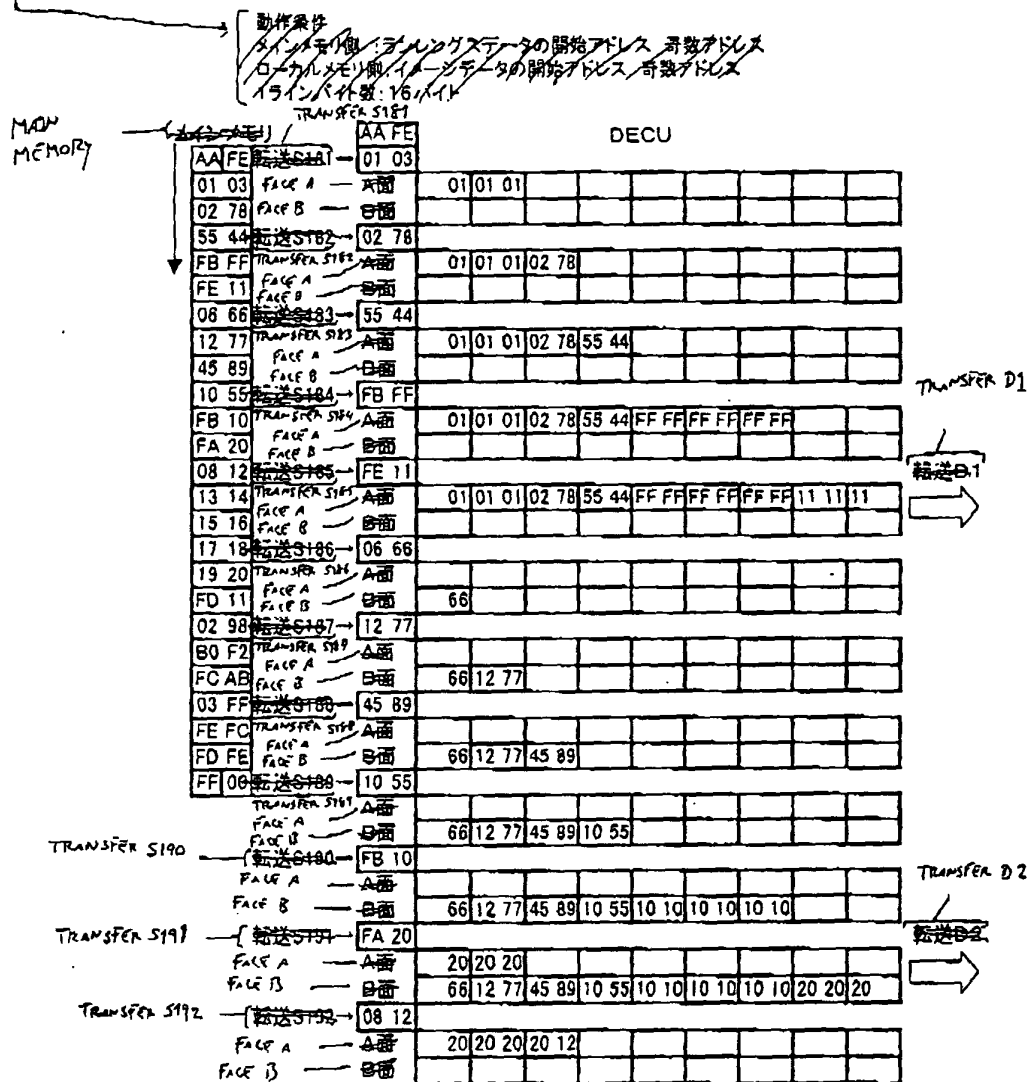 動作条件
メインメモリ側:ランレングスデータの開始アドレス 奇数アドレス
ローカルメモリ側:イメージデータの開始アドレス 奇数アドレス
1ラインバイト数:16バイト
TRANSFER S181
MAIN MEMORY メインメモリ AA FE DECU
AA FE 転送S181 → 01 03
01 03 FACE A A面 01 01 01
02 78 FACE B B面
55 44 転送S182 → 02 78
FB FF TRANSFER S182 A面 01 01 01 02 78
FE 11 FACE A FACE B B面
06 66 転送S183 → 55 44
12 77 TRANSFER S183 FACE A A面 01 01 01 02 78 55 44
45 89 FACE B B面
10 55 転送S184 → FB FF TRANSFER D1
FB 10 TRANSFER S184 FACE A A面 01 01 01 02 78 55 44 FF FF FF FF FF FF
FA 20 FACE B B面
08 12 転送S185 → FE 11 転送D1
13 14 TRANSFER S185 FACE A A面 01 01 01 02 78 55 44 FF FF FF FF FF FF 11 11 11
15 16 FACE B B面
17 18 転送S186 → 06 66
19 20 TRANSFER S186 FACE A A面
FD 11 FACE B B面 66
02 98 転送S187 → 12 77
B0 F2 TRANSFER S187 FACE A A面
FC AB FACE B B面 66 12 77
03 FF 転送S188 → 45 89
FE FC TRANSFER S188 FACE A A面
FD FE FACE B B面 66 12 77 45 89
FF 00 転送S189 → 10 55
TRANSFER S189 FACE A A面
FACE B B面 66 12 77 45 89 10 55
TRANSFER S190 転送S190 → FB 10
FACE A A面 TRANSFER D2
FACE B B面 66 12 77 45 89 10 55 10 10 10 10 10 10
TRANSFER S191 転送S191 → FA 20 転送D2
FACE A A面 20 20 20
FACE B B面 66 12 77 45 89 10 55 10 10 10 10 10 10 20 20 20
TRANSFER S192 転送S192 → 08 12
FACE A A面 20 20 20 20 12
FACE B B面